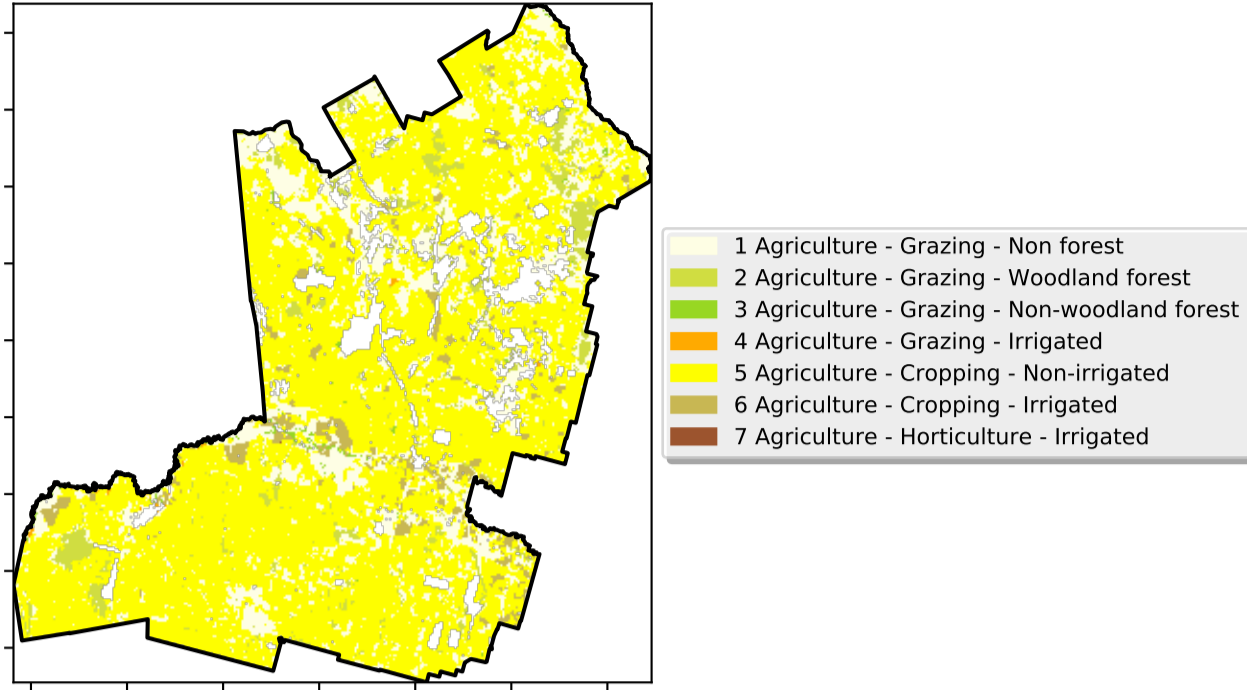 1 Agriculture - Grazing - Non forest
2 Agriculture - Grazing - Woodland forest
3 Agriculture - Grazing - Non-woodland forest
4 Agriculture - Grazing - Irrigated
5 Agriculture - Cropping - Non-irrigated
6 Agriculture - Cropping - Irrigated
7 Agriculture - Horticulture - Irrigated